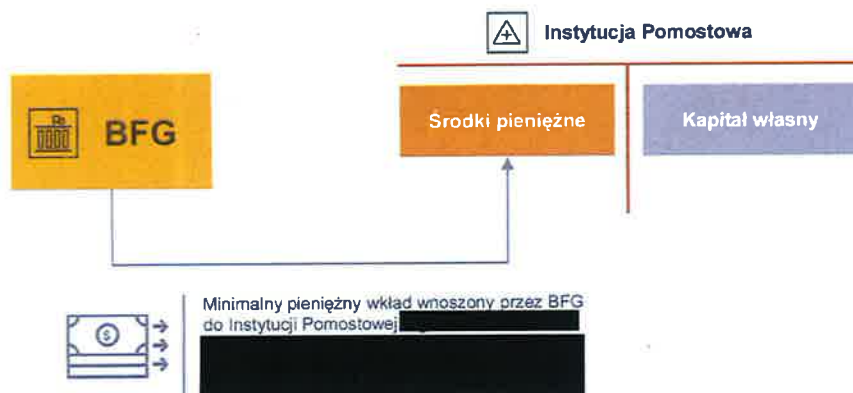 Instytucja Pomostowa
BFG
Środki pieniężne
Kapitał własny
Minimalny pieniężny wkład wnoszony przez BFG
do Instytucji Pomostowej